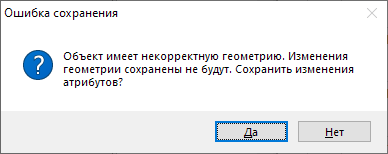 Ошибка сохранения
Объект имеет некорректную геометрию. Изменения
геометрии сохранены не будут. Сохранить изменения
атрибутов?
Да
Нет